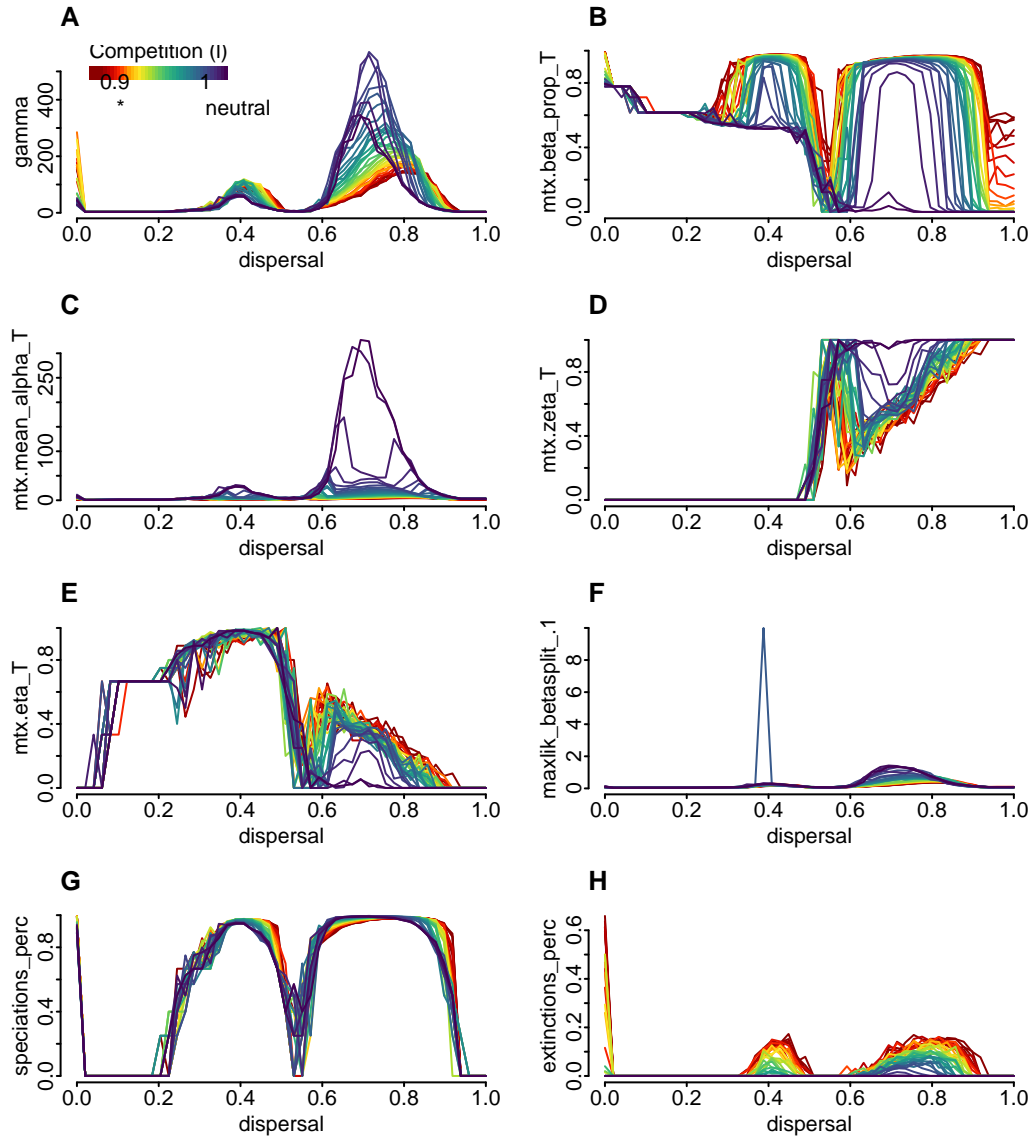 A
Competition (l)
0.9 1
* neutral
gamma
0 200 400
0.0 0.2 0.4 0.6 0.8 1.0
dispersal
B
mtx.beta_prop_T
0.0 0.4 0.8
0.0 0.2 0.4 0.6 0.8 1.0
dispersal
C
mtx.mean_alpha_T
0 100 250
0.0 0.2 0.4 0.6 0.8 1.0
dispersal
D
mtx.zeta_T
0.0 0.4 0.8
0.0 0.2 0.4 0.6 0.8 1.0
dispersal
E
mtx.eta_T
0.0 0.4 0.8
0.0 0.2 0.4 0.6 0.8 1.0
dispersal
F
maxlik_betasplit_1
0 2 4 6 8
0.0 0.2 0.4 0.6 0.8 1.0
dispersal
G
speciations_perc
0.0 0.4 0.8
0.0 0.2 0.4 0.6 0.8 1.0
dispersal
H
extinctions_perc
0.0 0.2 0.4 0.6
0.0 0.2 0.4 0.6 0.8 1.0
dispersal